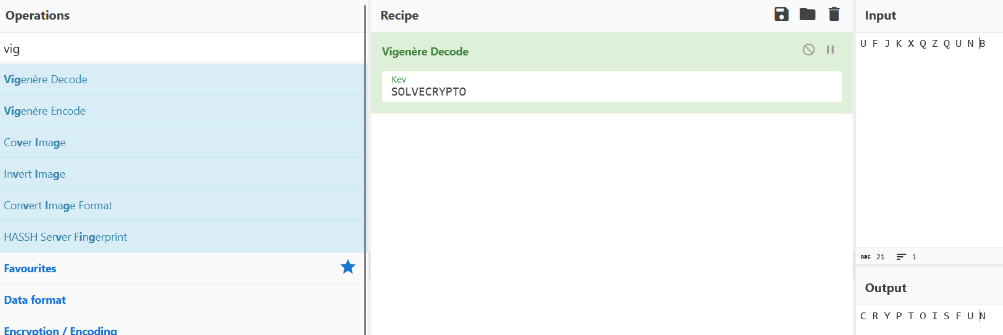 Operations
vig
Vigenère Decode
Vigenère Encode
Cover Image
Invert Image
Convert Image Format
HASSH Server Fingerprint
Favourites
Data format
Encryption / Encoding
Recipe
Vigenère Decode
Key
SOLVECRYPTO
Input
U F J K X Q Z Q U N B
ABC 21 1
Output
C R Y P T O I S F U N